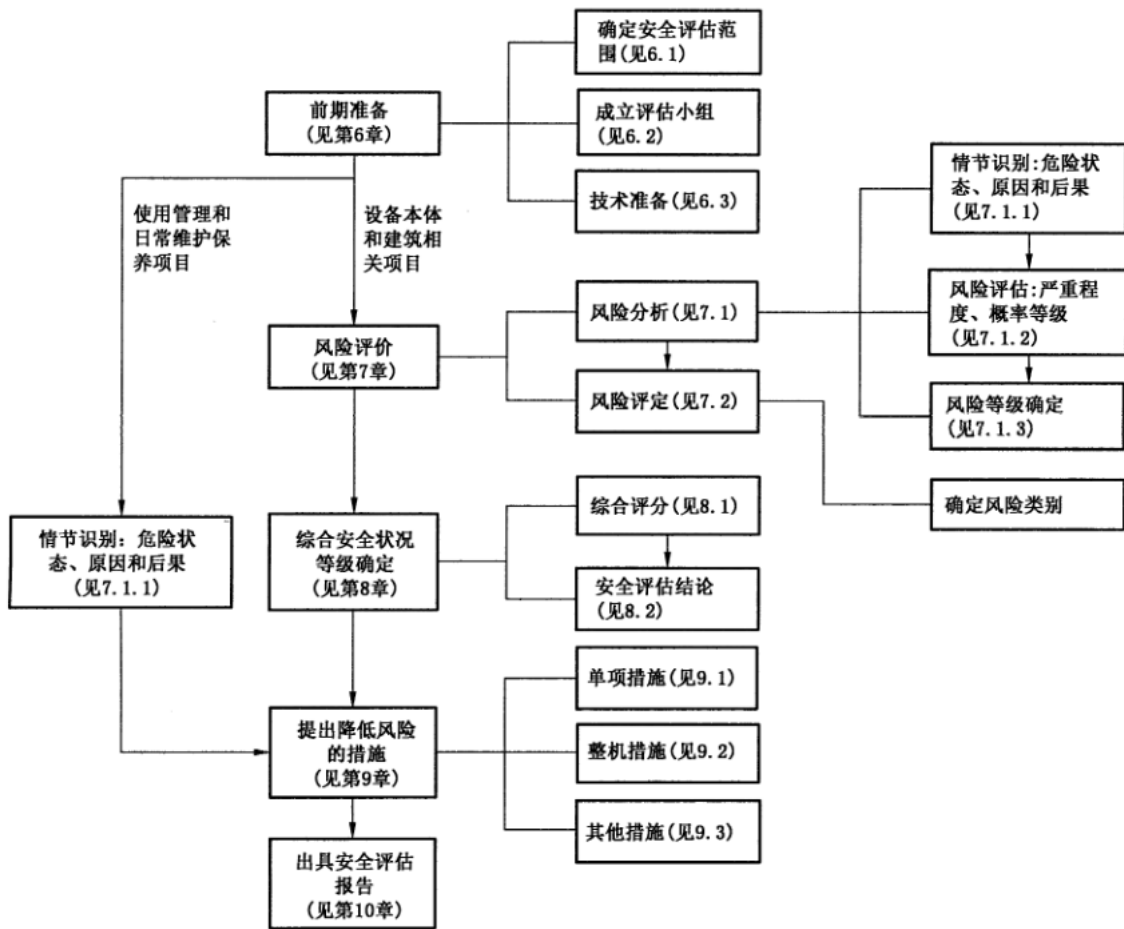 确定安全评估范
围(见6.1)
前期准备
(见第6章)
成立评估小组
(见6.2)
技术准备(见6.3)
情节识别:危险状
态、原因和后果
(见7.1.1)
使用管理和
日常维护保
养项目
设备本体
和建筑相
关项目
风险评价
(见第7章)
风险分析(见7.1)
风险评估:严重程
度、概率等级
(见7.1.2)
风险评定(见7.2)
风险等级确定
(见7.1.3)
确定风险类别
情节识别：危险状
态、原因和后果
(见7.1.1)
综合安全状况
等级确定
(见第8章)
综合评分(见8.1)
安全评估结论
(见8.2)
提出降低风险
的措施
(见第9章)
单项措施(见9.1)
整机措施(见9.2)
其他措施(见9.3)
出具安全评估
报告
(见第10章)